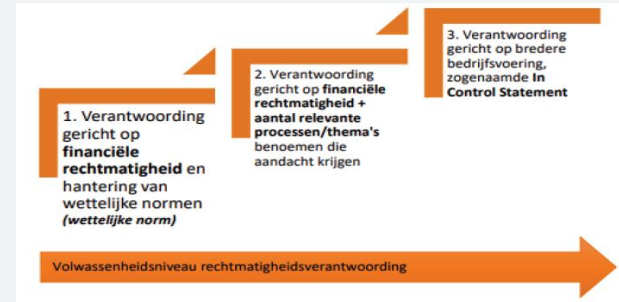 1. Verantwoording
gericht op
financiële
rechtmatigheid en
hantering van
wettelijke normen
(wettelijke norm)
2. Verantwoording
gericht op financiële
rechtmatigheid +
aantal relevante
processen/thema's
benoemen die
aandacht krijgen
3. Verantwoording
gericht op bredere
bedrijfsvoering,
zogenaamde In
Control Statement
Volwassenheidsniveau rechtmatigheidsverantwoording